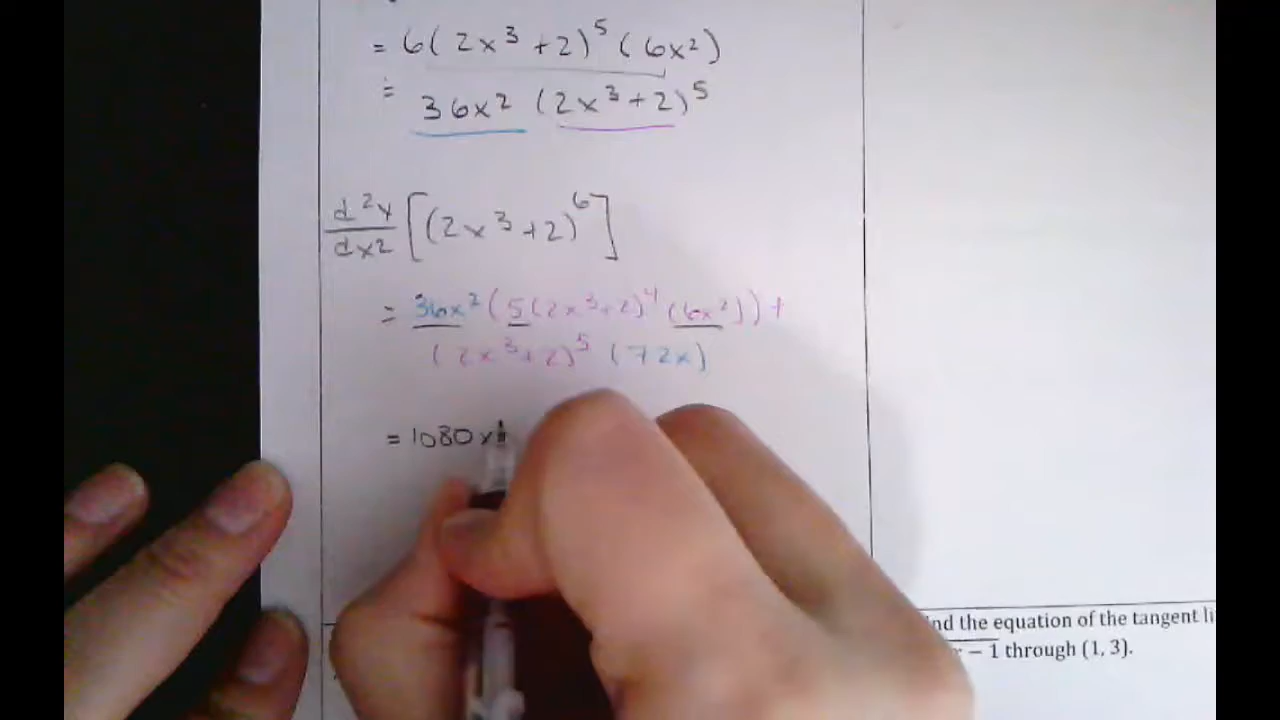 = 6(2x³+2)⁵(6x²)
= 36x² (2x³+2)⁵
d²y/dx² [(2x³+2)⁶]
= 36x²(5(2x³+2)⁴(6x²))+
(2x³+2)⁵ (72x)
= 1080x
nd the equation of the tangent li
− 1 through (1, 3).